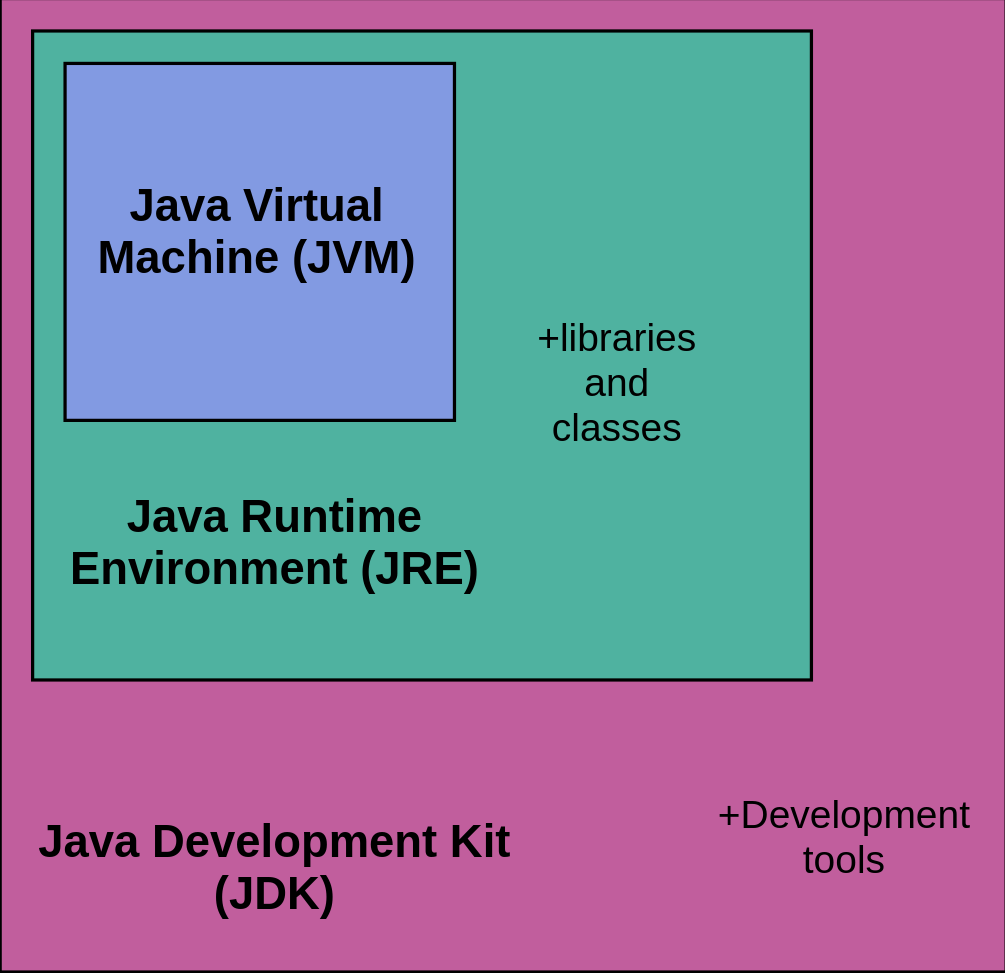 Java Virtual
Machine (JVM)
+libraries
and
classes
Java Runtime
Environment (JRE)
Java Development Kit
(JDK)
+Development
tools